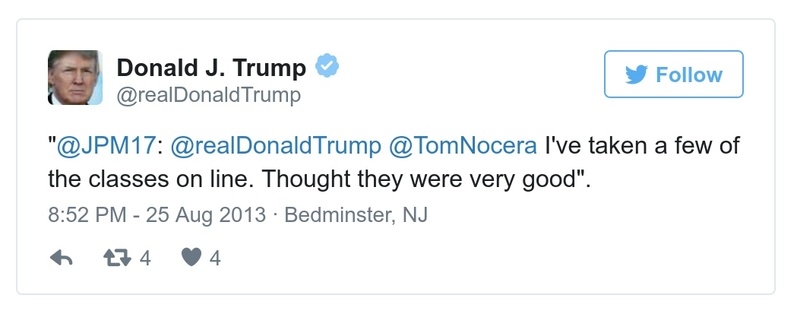 Donald J. Trump
@realDonaldTrump
Follow
"@JPM17: @realDonaldTrump @TomNocera I've taken a few of
the classes on line. Thought they were very good".
8:52 PM - 25 Aug 2013 · Bedminster, NJ
4 4